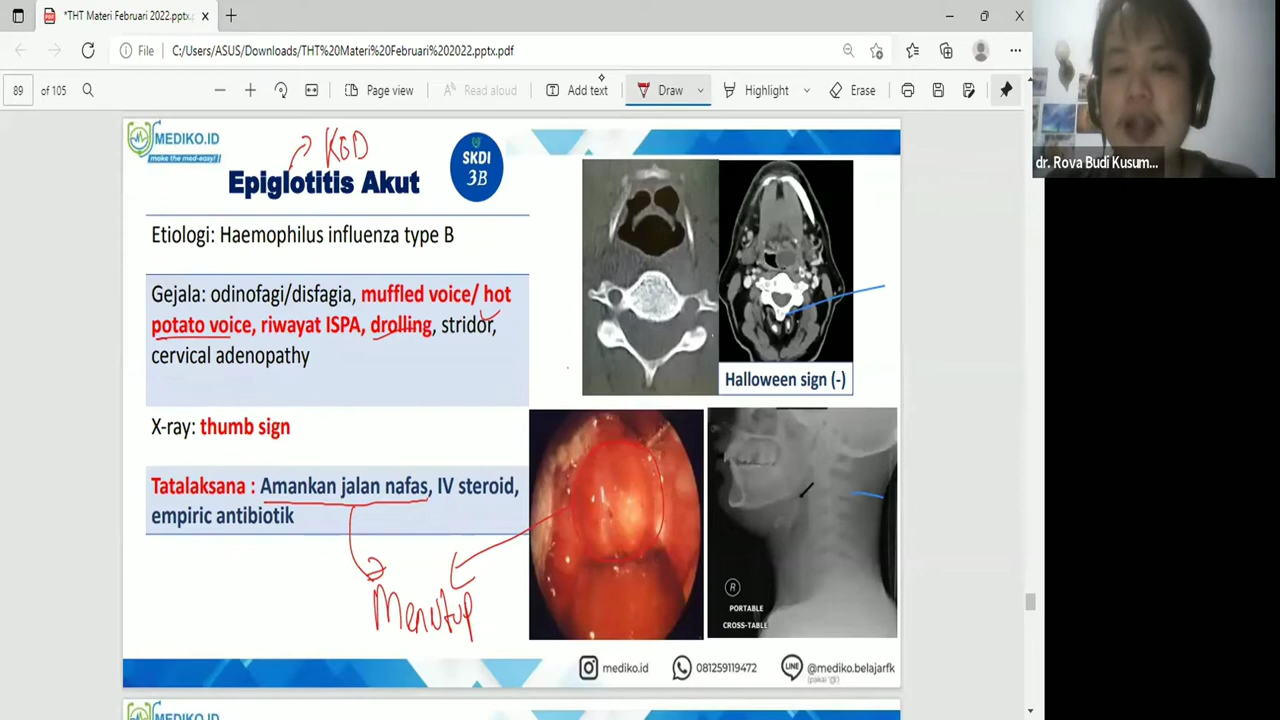 *THT Materi Februari 2022.pptx.p
File
C:/Users/ASUS/Downloads/THT%20Materi%20Februari%202022.pptx.pdf
89 of 105
Page view
Read aloud
Add text
Draw
Highlight
Erase
dr. Rova Budi Kusum...
MEDIKO.ID
make the med-easy!
KGD
Epiglotitis Akut
SKDI
3B
Etiologi: Haemophilus influenza type B
Gejala: odinofagi/disfagia, muffled voice/ hot
potato voice, riwayat ISPA, drolling, stridor,
cervical adenopathy
X-ray: thumb sign
Tatalaksana : Amankan jalan nafas, IV steroid,
empiric antibiotik
Menutup
Halloween sign (-)
R
PORTABLE
CROSS-TABLE
mediko.id
081259119472
LINE
@mediko.belajarfk
(pakai '@')
MEDIKO.ID